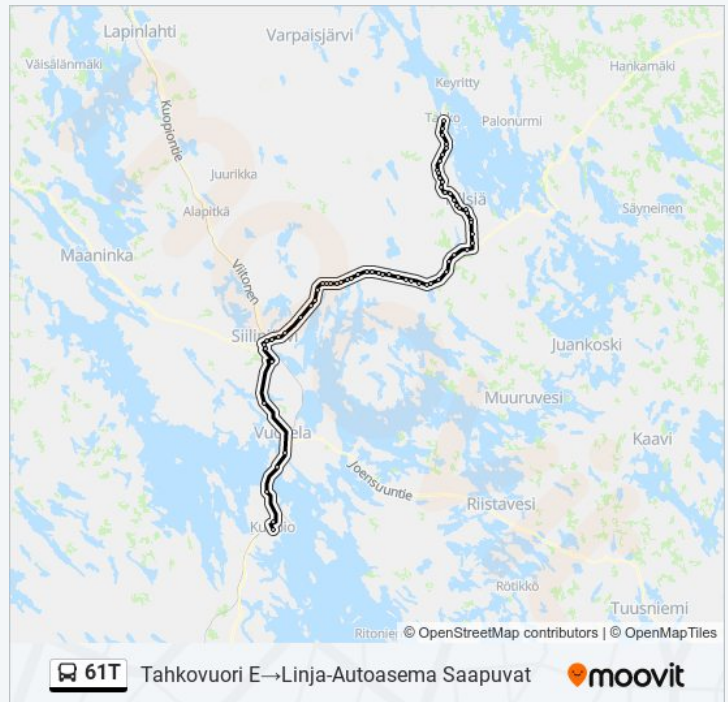 Lapinlahti
Varpaisjärvi
Väisälänmäki
Keyritty
Hankamäki
Kuopiontie
Palonurmi
Juurikka
Säyneinen
Alapitkä
Maaninka
Viitonen
Juankoski
Muuruvesi
Kaavi
Joensuuntie
Riistavesi
Rötikkö
Tuusniemi
© OpenStreetMap contributors | © OpenMapTiles
61T Tahkovuori E→Linja-Autoasema Saapuvat moovit